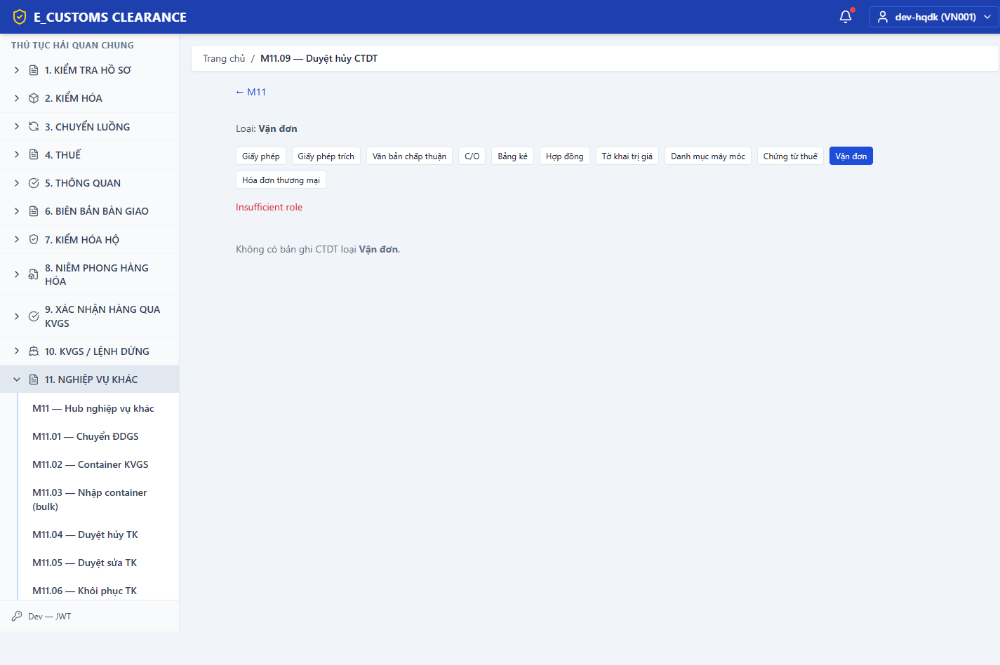 E_CUSTOMS CLEARANCE
dev-hqdk (VN001)
THỦ TỤC HẢI QUAN CHUNG
1. KIỂM TRA HỒ SƠ
2. KIỂM HÓA
3. CHUYỂN LUỒNG
4. THUẾ
5. THÔNG QUAN
6. BIÊN BẢN BÀN GIAO
7. KIỂM HÓA HỘ
8. NIÊM PHONG HÀNG
HÓA
9. XÁC NHẬN HÀNG QUA
KVGS
10. KVGS / LỆNH DỪNG
11. NGHIỆP VỤ KHÁC
M11 — Hub nghiệp vụ khác
M11.01 — Chuyển ĐDGS
M11.02 — Container KVGS
M11.03 — Nhập container
(bulk)
M11.04 — Duyệt hủy TK
M11.05 — Duyệt sửa TK
M11.06 — Khôi phục TK
Dev — JWT
Trang chủ / M11.09 — Duyệt hủy CTDT
← M11
Loại: Vận đơn
Giấy phép Giấy phép trích Văn bản chấp thuận C/O Bảng kê Hợp đồng Tờ khai trị giá Danh mục máy móc Chứng từ thuế Vận đơn
Hóa đơn thương mại
Insufficient role
Không có bản ghi CTDT loại Vận đơn.